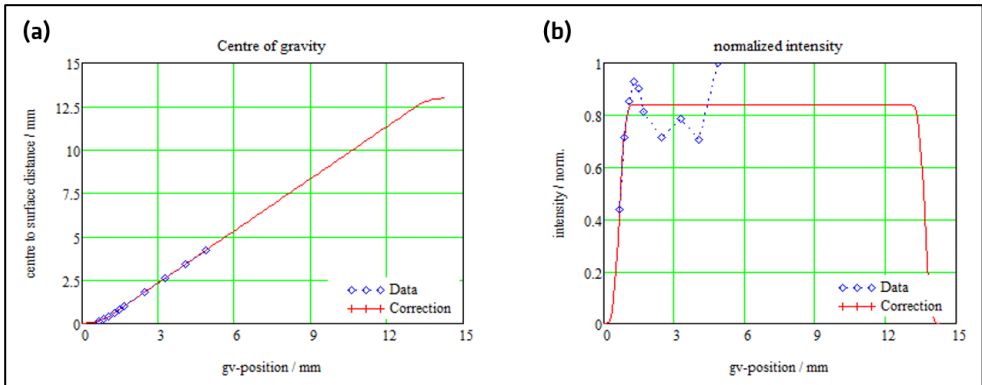 (a)
Centre of gravity
15
12.5
10
7.5
5
2.5
0
0 3 6 9 12 15
centre to surface distance / mm
gv-position / mm
Data
Correction
(b)
normalized intensity
1
0.8
0.6
0.4
0.2
0
0 3 6 9 12 15
intensity / norm.
gv-position / mm
Data
Correction